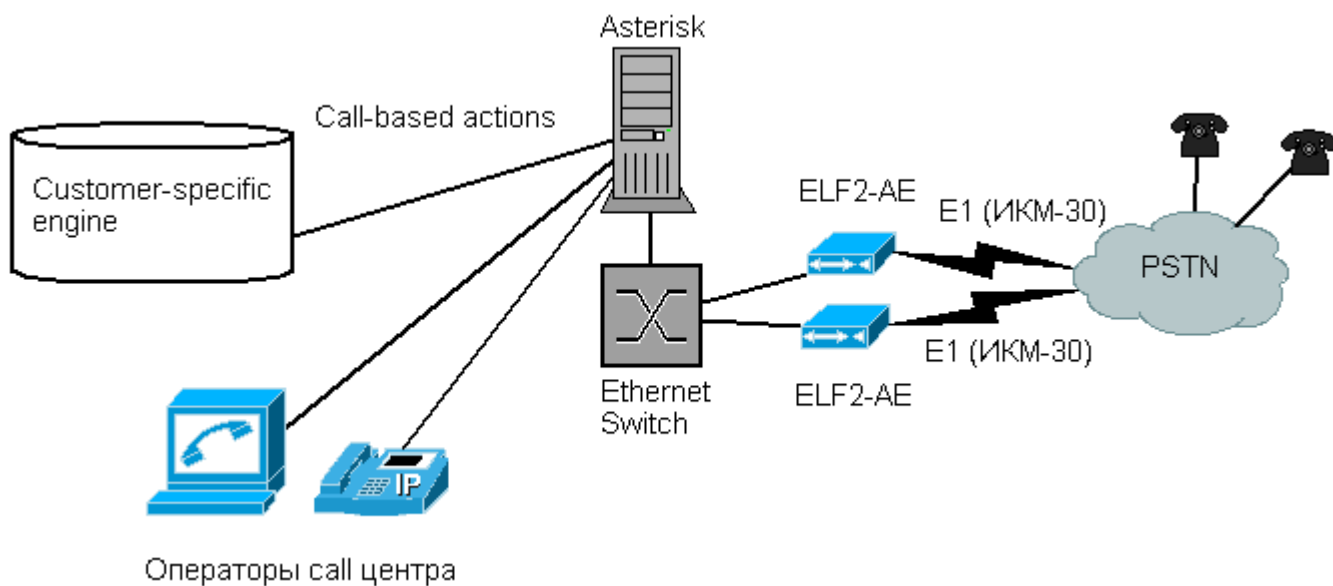 Asterisk
Call-based actions
Customer-specific
engine
ELF2-AE
E1 (ИКМ-30)
PSTN
E1 (ИКМ-30)
ELF2-AE
Ethernet
Switch
IP
Операторы call центра